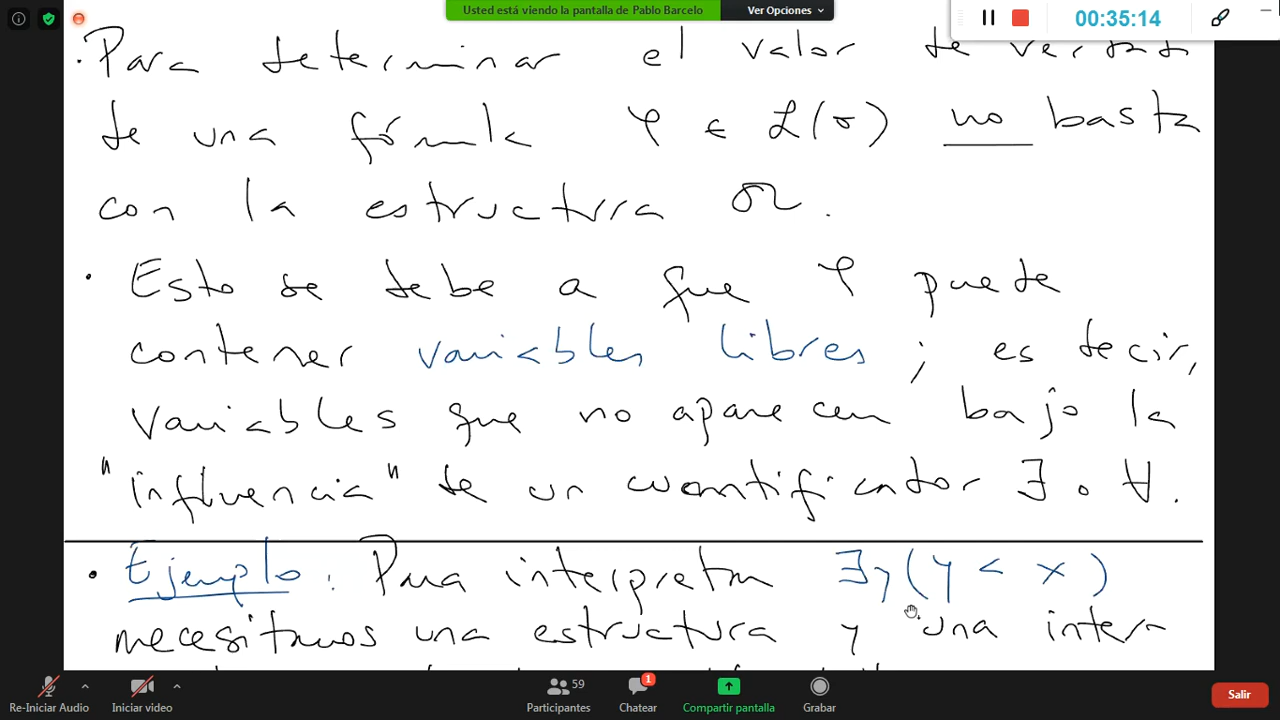 Usted está viendo la pantalla de Pablo Barcelo
Ver Opciones
00:35:14
· Para determinar el valor de verdad
de una fórmula φ ∈ L(σ) no basta
con la estructura 𝔄.
· Esto se debe a que φ puede
contener variables libres; es decir,
variables que no aparecen bajo la
"influencia" de un cuantificador ∃ o ∀.
· Ejemplo: Para interpretar ∃y(y < x)
necesitamos una estructura y una inter
Re-Iniciar Audio
Iniciar video
59
Participantes
1
Chatear
Compartir pantalla
Grabar
Salir